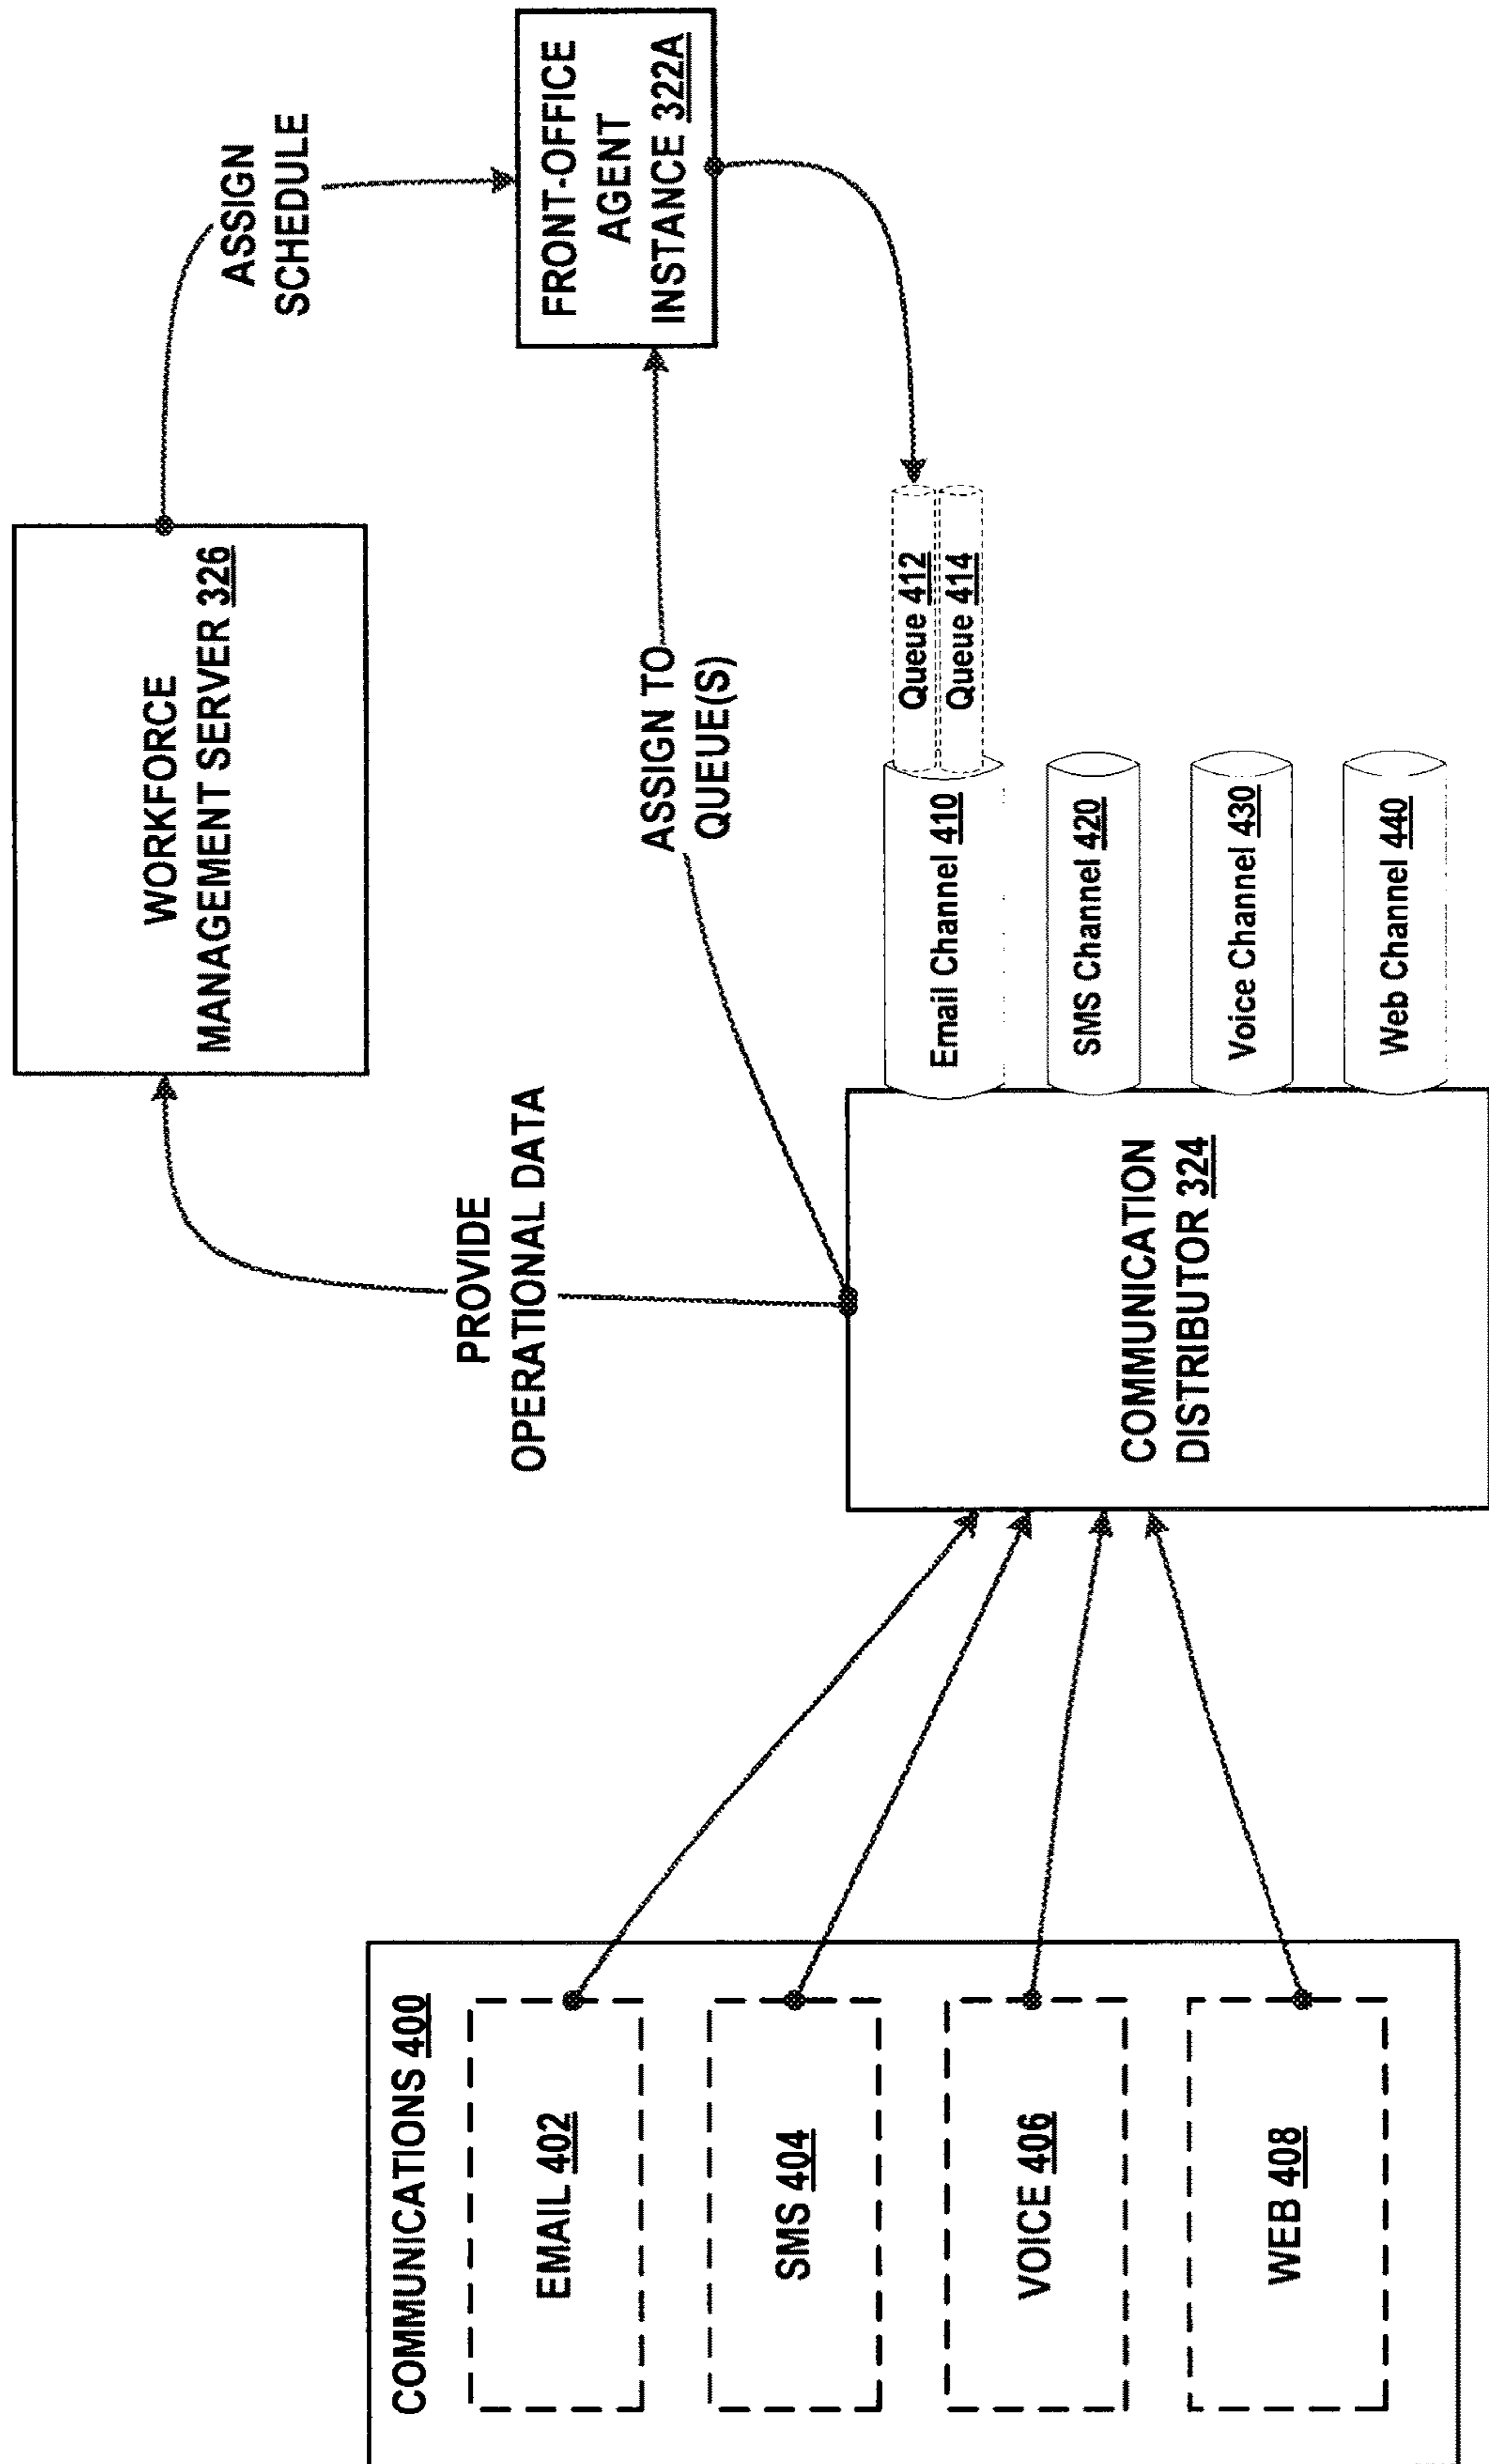 COMMUNICATIONS 400
EMAIL 402
SMS 404
VOICE 406
WEB 408
PROVIDE
OPERATIONAL DATA
WORKFORCE
MANAGEMENT SERVER 326
ASSIGN
SCHEDULE
ASSIGN TO
QUEUE(S)
FRONT-OFFICE
AGENT
INSTANCE 322A
COMMUNICATION
DISTRIBUTOR 324
Email Channel 410
Queue 412
Queue 414
SMS Channel 420
Voice Channel 430
Web Channel 440